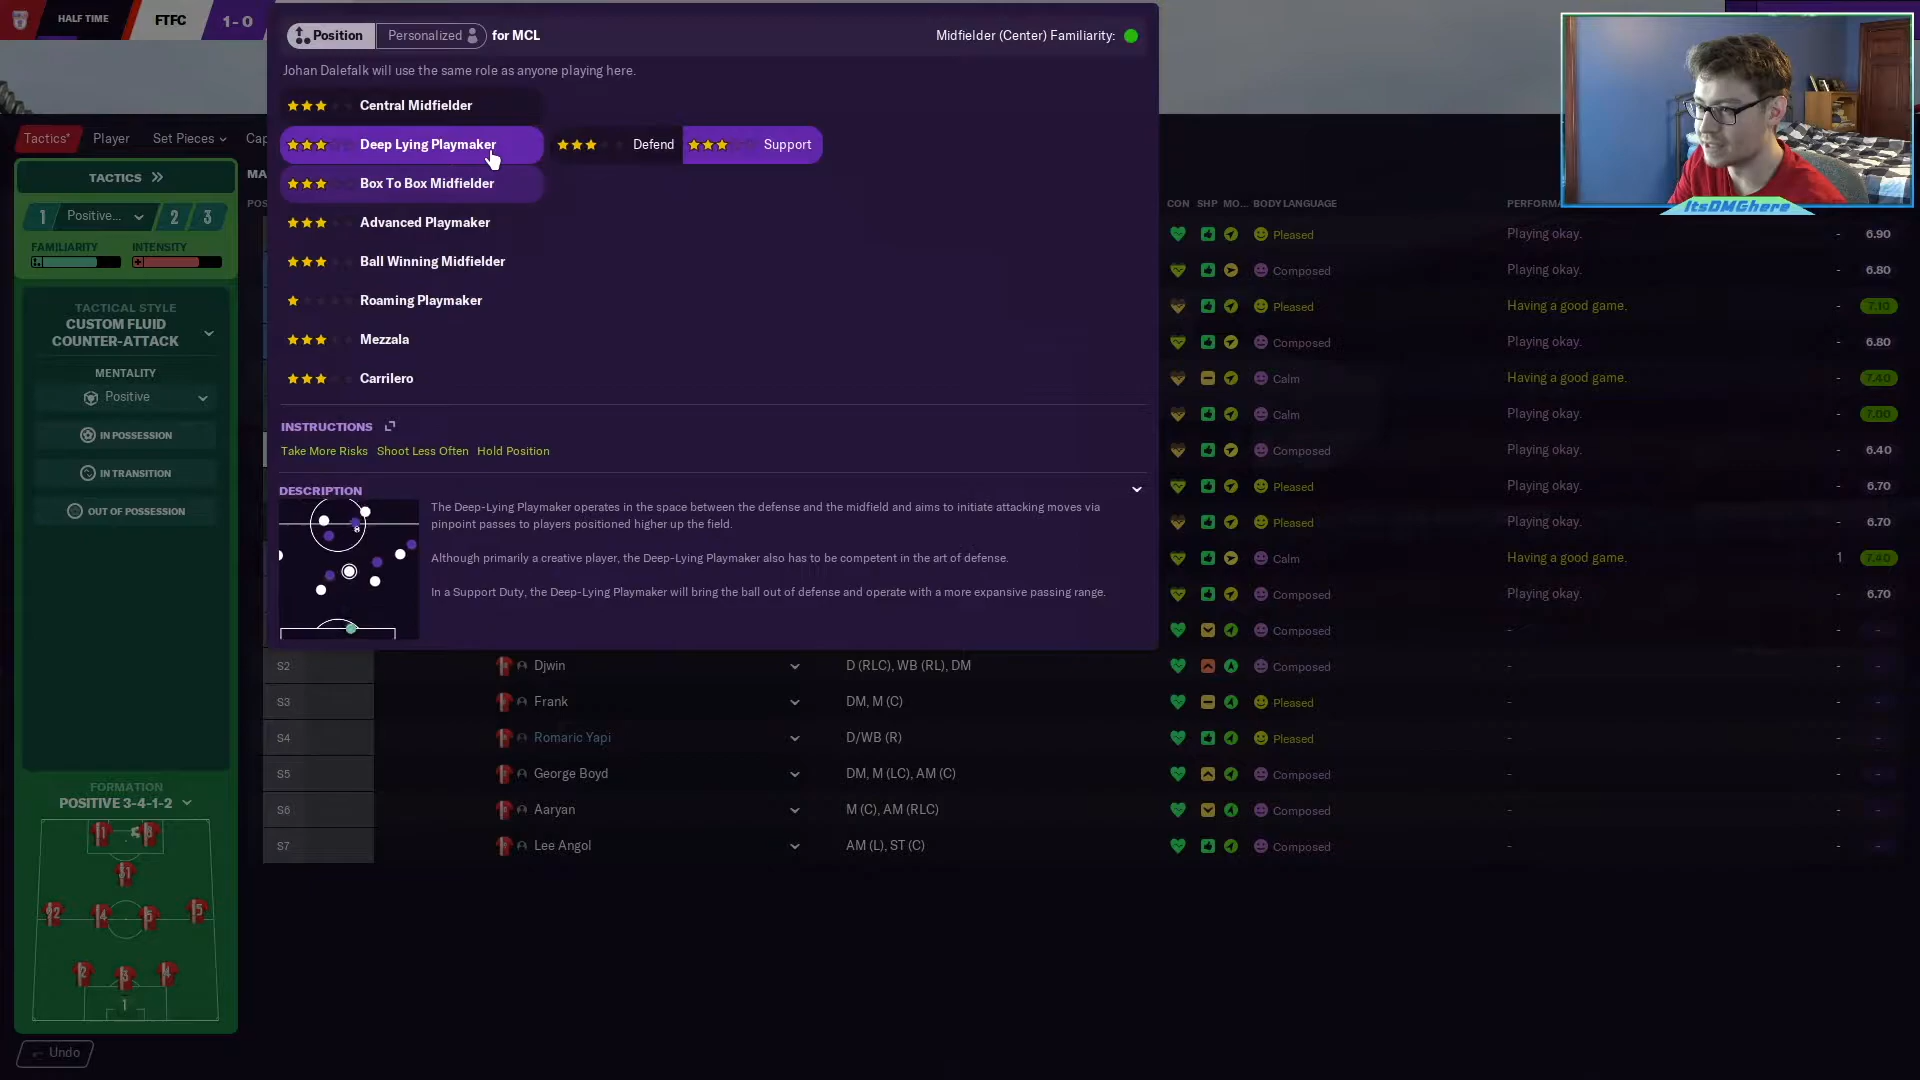 HALF TIME
FTFC
1 - 0
Position
Personalized
for MCL
Midfielder (Center) Familiarity:
Johan Dalefalk will use the same role as anyone playing here.
Central Midfielder
Deep Lying Playmaker
Defend
Support
Box To Box Midfielder
Advanced Playmaker
Ball Winning Midfielder
Roaming Playmaker
Mezzala
Carrilero
INSTRUCTIONS
Take More Risks Shoot Less Often Hold Position
DESCRIPTION
The Deep-Lying Playmaker operates in the space between the defense and the midfield and aims to initiate attacking moves via
pinpoint passes to players positioned higher up the field.
Although primarily a creative player, the Deep-Lying Playmaker also has to be competent in the art of defense.
In a Support Duty, the Deep-Lying Playmaker will bring the ball out of defense and operate with a more expansive passing range.
ItsDMGhere
Tactics*
Player
Set Pieces
TACTICS
1
Positive...
2
3
FAMILIARITY
INTENSITY
TACTICAL STYLE
CUSTOM FLUID
COUNTER-ATTACK
MENTALITY
Positive
IN POSSESSION
IN TRANSITION
OUT OF POSSESSION
FORMATION
POSITIVE 3-4-1-2
Undo
CON SHP MO... BODY LANGUAGE
Pleased Playing okay. - 6.90
Composed Playing okay. - 6.80
Pleased Having a good game. - 7.10
Composed Playing okay. - 6.80
Calm Having a good game. - 7.40
Calm Playing okay. - 7.00
Composed Playing okay. - 6.40
Pleased Playing okay. - 6.70
Pleased Playing okay. - 6.70
Calm Having a good game. 1 7.40
Composed Playing okay. - 6.70
Composed - - -
S2 Djwin D (RLC), WB (RL), DM Composed - - -
S3 Frank DM, M (C) Pleased - - -
S4 Romaric Yapi D/WB (R) Pleased - - -
S5 George Boyd DM, M (LC), AM (C) Composed - - -
S6 Aaryan M (C), AM (RLC) Composed - - -
S7 Lee Angol AM (L), ST (C) Composed - - -